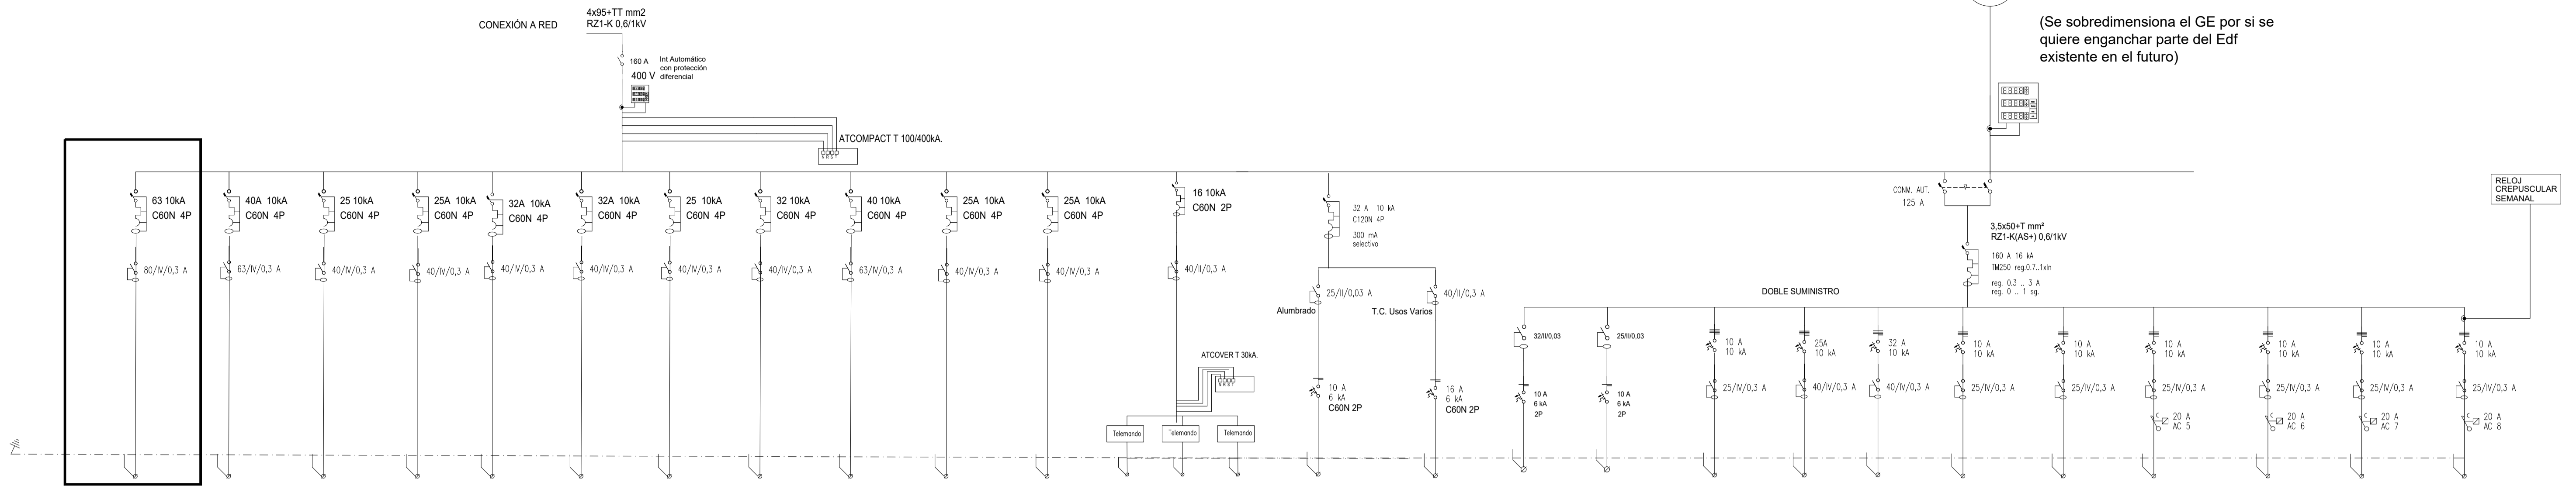 CONEXIÓN A RED
4x95+TT mm2
RZ1-K 0,6/1kV
160 A
Int Automático
con protección
diferencial
400 V
ATCOMPACT T 100/400kA.
N R S T
(Se sobredimensiona el GE por si se
quiere enganchar parte del Edf
existente en el futuro)
RELOJ
CREPUSCULAR
SEMANAL
CONM. AUT.
125 A
3,5x50+T mm²
RZ1-K(AS+) 0,6/1kV
160 A 16 kA
TM250 reg.0.7..1xIn
reg. 0,3 .. 3 A
reg. 0 .. 1 sg.
DOBLE SUMINISTRO
63 10kA
C60N 4P
80/IV/0,3 A
40A 10kA
C60N 4P
63/IV/0,3 A
25 10kA
C60N 4P
40/IV/0,3 A
25A 10kA
C60N 4P
40/IV/0,3 A
32A 10kA
C60N 4P
40/IV/0,3 A
32A 10kA
C60N 4P
40/IV/0,3 A
25 10kA
C60N 4P
40/IV/0,3 A
32 10kA
C60N 4P
40/IV/0,3 A
40 10kA
C60N 4P
63/IV/0,3 A
25A 10kA
C60N 4P
40/IV/0,3 A
25A 10kA
C60N 4P
40/IV/0,3 A
16 10kA
C60N 2P
40/II/0,3 A
ATCOVER T 30kA.
N R S T
Telemando
Telemando
Telemando
32 A 10 kA
C120N 4P
300 mA
selectivo
25/II/0,03 A
Alumbrado
10 A
6 kA
C60N 2P
40/II/0,3 A
T.C. Usos Varios
16 A
6 kA
C60N 2P
32/II/0,03
10 A
6 kA
2P
25/II/0,03
10 A
6 kA
2P
10 A
10 kA
25/IV/0,3 A
25A
10 kA
40/IV/0,3 A
32 A
10 kA
40/IV/0,3 A
10 A
10 kA
25/IV/0,3 A
10 A
10 kA
25/IV/0,3 A
10 A
10 kA
25/IV/0,3 A
C
20 A
AC 5
10 A
10 kA
25/IV/0,3 A
C
20 A
AC 6
10 A
10 kA
25/IV/0,3 A
C
20 A
AC 7
10 A
10 kA
25/IV/0,3 A
C
20 A
AC 8